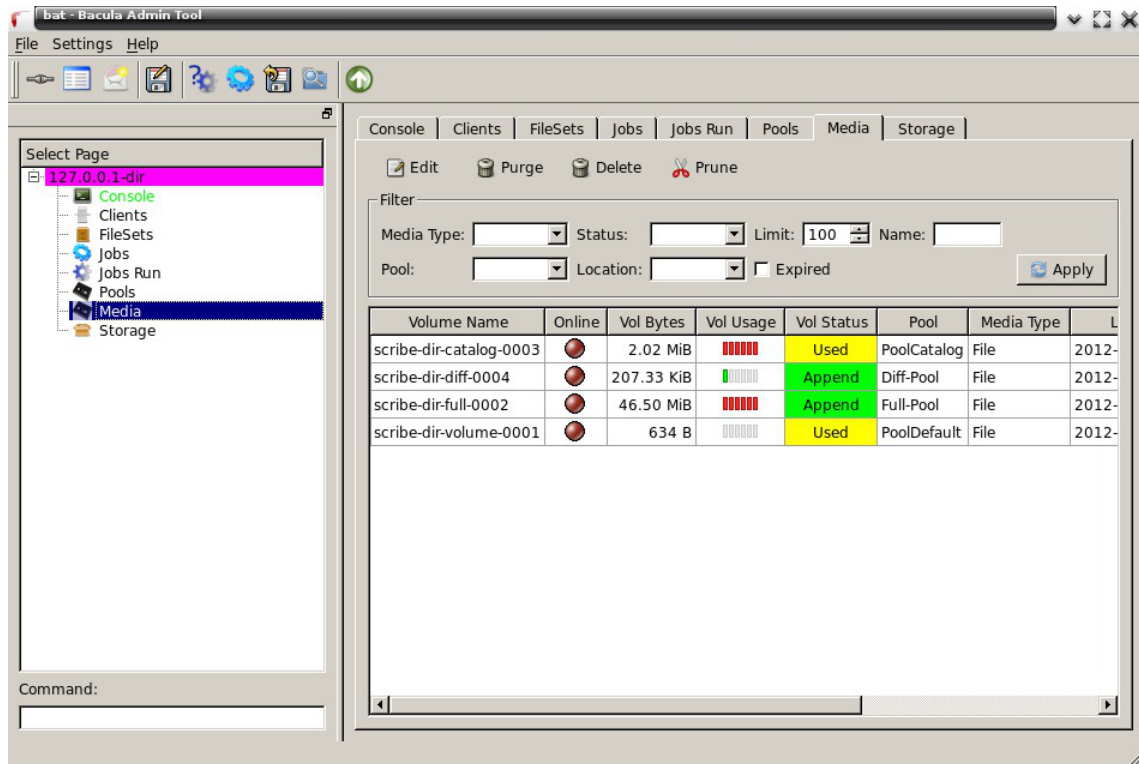 bat - Bacula Admin Tool
File Settings Help
Select Page
127.0.0.1-dir
Console
Clients
FileSets
Jobs
Jobs Run
Pools
Media
Storage
Command:
Console Clients FileSets Jobs Jobs Run Pools Media Storage
Edit Purge Delete Prune
Filter
Media Type: Status: Limit: 100 Name:
Pool: Location: Expired Apply
Volume Name Online Vol Bytes Vol Usage Vol Status Pool Media Type L
scribe-dir-catalog-0003 2.02 MiB Used PoolCatalog File 2012-
scribe-dir-diff-0004 207.33 KiB Append Diff-Pool File 2012-
scribe-dir-full-0002 46.50 MiB Append Full-Pool File 2012-
scribe-dir-volume-0001 634 B Used PoolDefault File 2012-